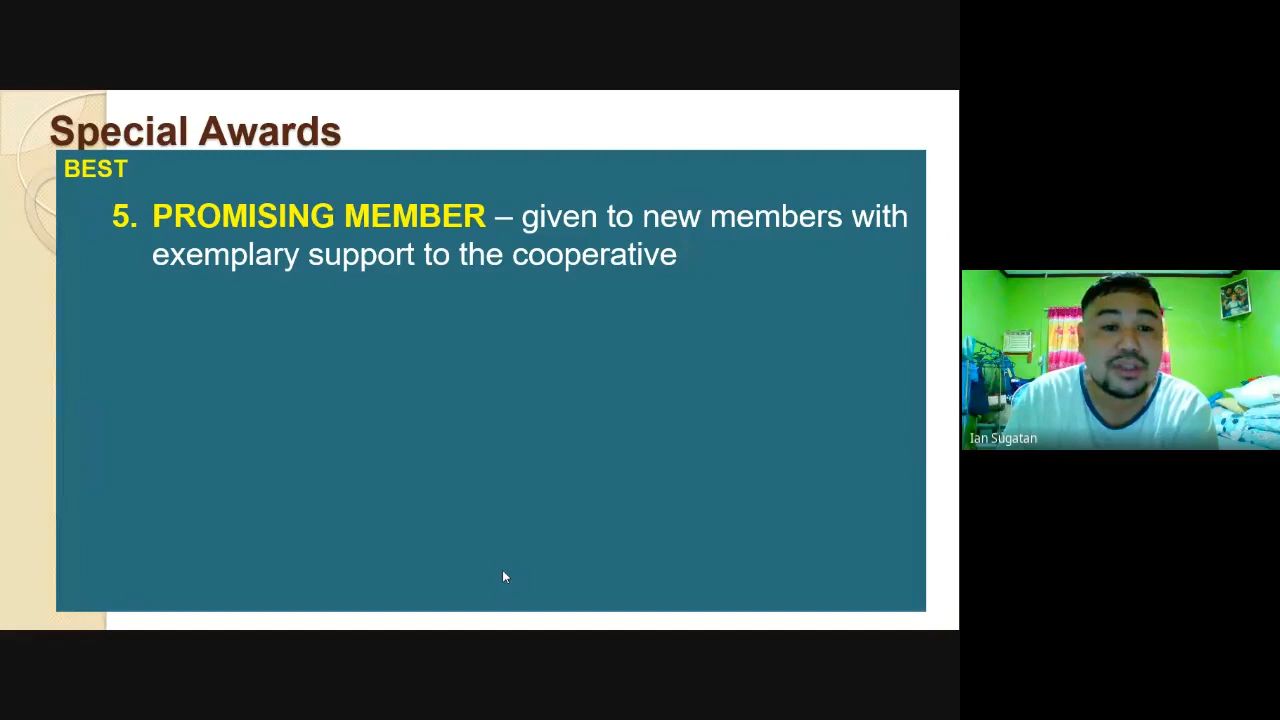 Special Awards
BEST
5. PROMISING MEMBER – given to new members with
exemplary support to the cooperative
Ian Sugatan